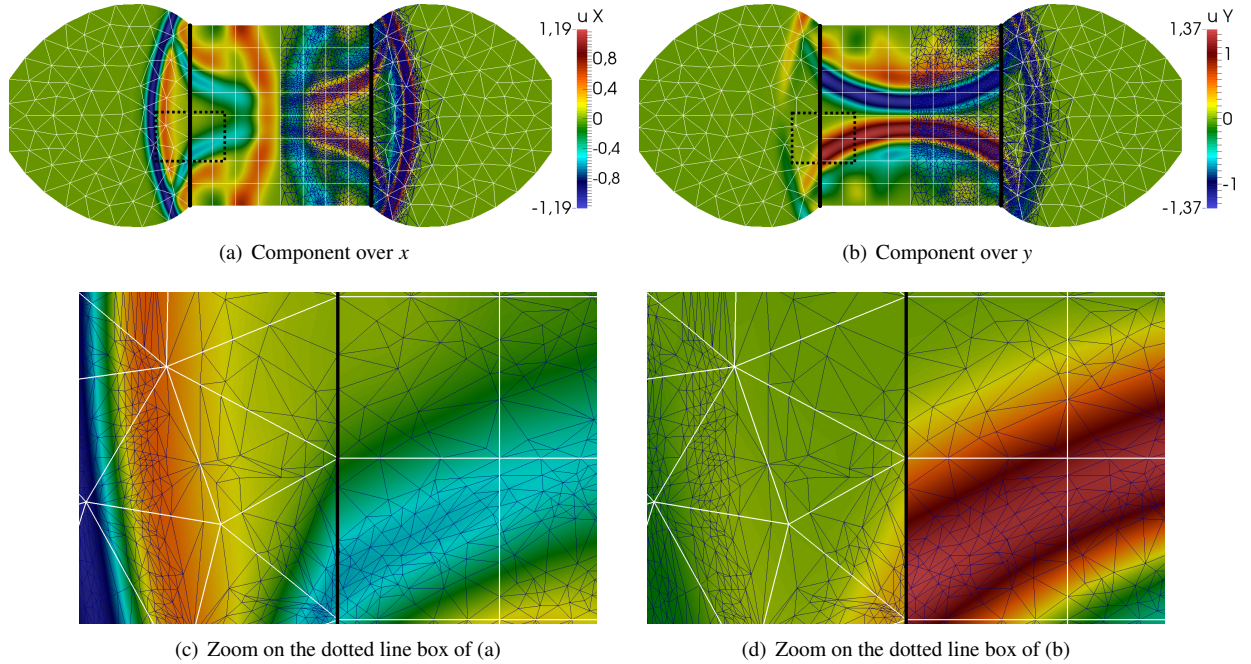 u X
1,19
0,8
0,4
0
-0,4
-0,8
-1,19
(a) Component over x
u Y
1,37
1
0
-1
-1,37
(b) Component over y
(c) Zoom on the dotted line box of (a)
(d) Zoom on the dotted line box of (b)